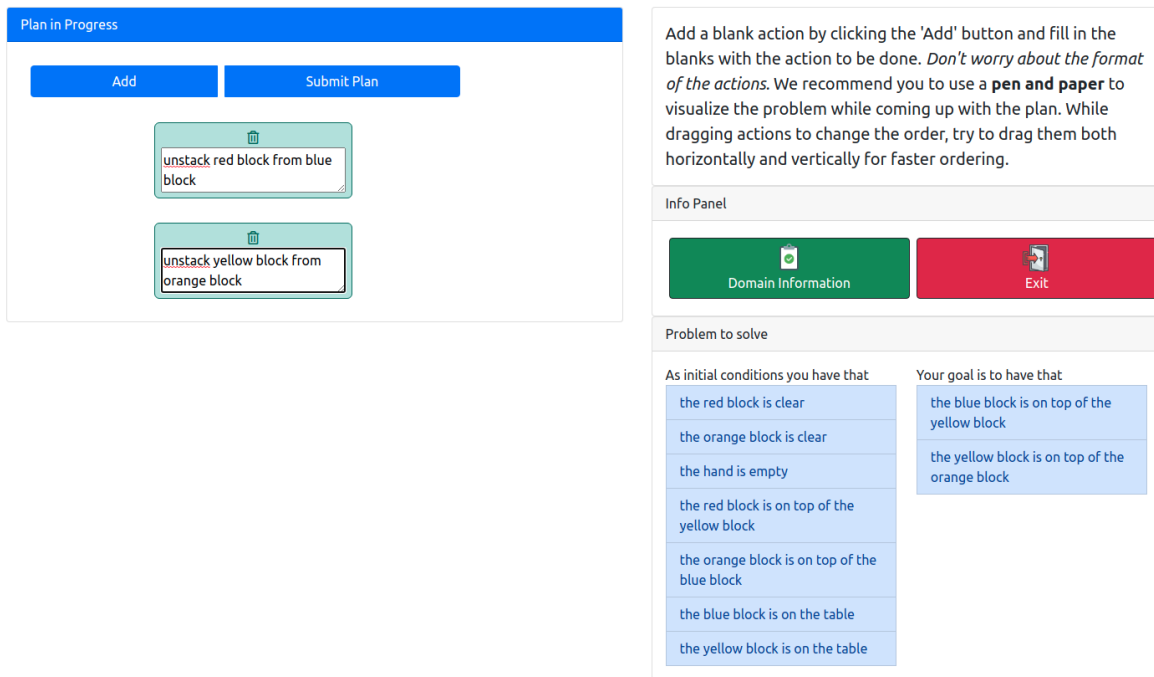 Plan in Progress
Add
Submit Plan
unstack red block from blue
block
unstack yellow block from
orange block
Add a blank action by clicking the 'Add' button and fill in the
blanks with the action to be done. Don't worry about the format
of the actions. We recommend you to use a pen and paper to
visualize the problem while coming up with the plan. While
dragging actions to change the order, try to drag them both
horizontally and vertically for faster ordering.
Info Panel
Domain Information
Exit
Problem to solve
As initial conditions you have that
the red block is clear
the orange block is clear
the hand is empty
the red block is on top of the
yellow block
the orange block is on top of the
blue block
the blue block is on the table
the yellow block is on the table
Your goal is to have that
the blue block is on top of the
yellow block
the yellow block is on top of the
orange block